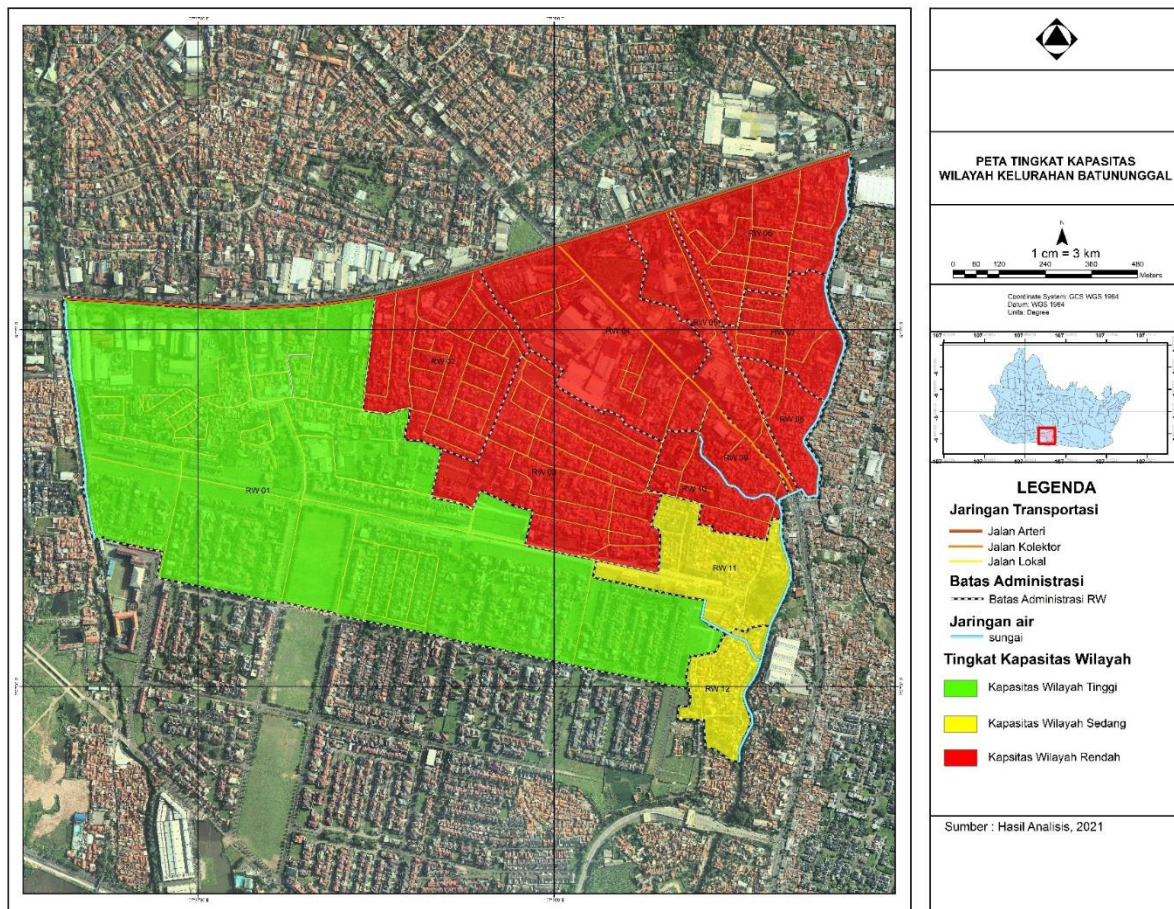 RW 06
RW 04
RW 07
RW 02
RW 08
RW 09
RW 03
RW 10
RW 01
RW 11
RW 12
PETA TINGKAT KAPASITAS
WILAYAH KELURAHAN BATUNUNGGAL
N
1 cm = 3 km
0 60 120 240 360 480
Meters
Coordinate System: GCS WGS 1984
Datum: WGS 1984
Units: Degree
LEGENDA
Jaringan Transportasi
Jalan Arteri
Jalan Kolektor
Jalan Lokal
Batas Administrasi
Batas Administrasi RW
Jaringan air
sungai
Tingkat Kapasitas Wilayah
Kapasitas Wilayah Tinggi
Kapasitas Wilayah Sedang
Kapsitas Wilayah Rendah
Sumber : Hasil Analisis, 2021